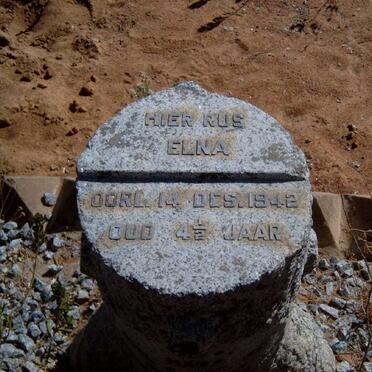 HIER RUS
ELNA
OORL. 14 DES. 1942
OUD 4½ JAAR